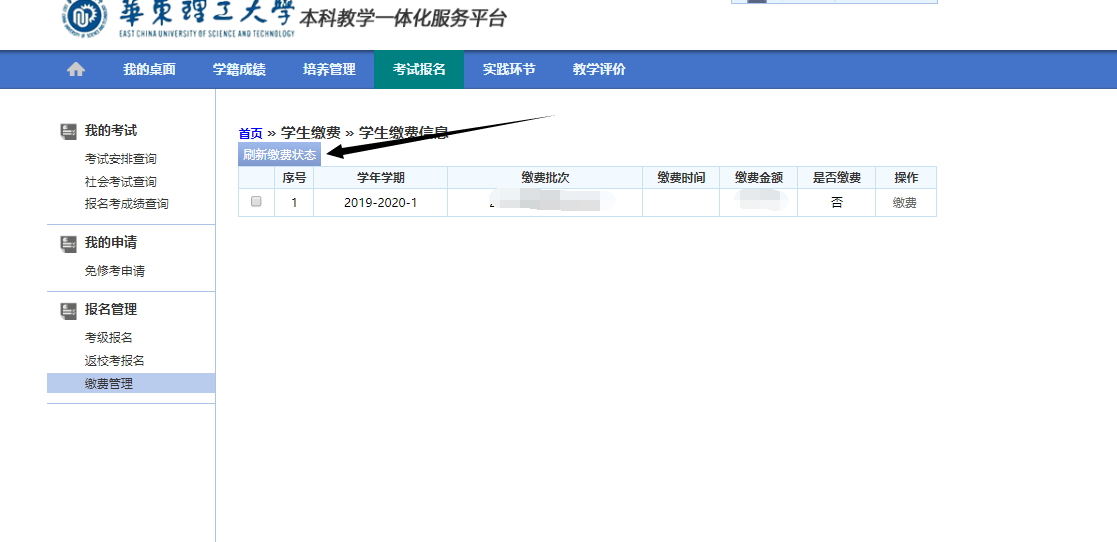 華東理工大學 本科教学一体化服务平台
EAST CHINA UNIVERSITY OF SCIENCE AND TECHNOLOGY
我的桌面 学籍成绩 培养管理 考试报名 实践环节 教学评价
我的考试
考试安排查询
社会考试查询
报名考成绩查询
我的申请
免修考申请
报名管理
考级报名
返校考报名
缴费管理
首页 » 学生缴费 » 学生缴费信息
刷新缴费状态
序号 学年学期 缴费批次 缴费时间 缴费金额 是否缴费 操作
1 2019-2020-1 否 缴费